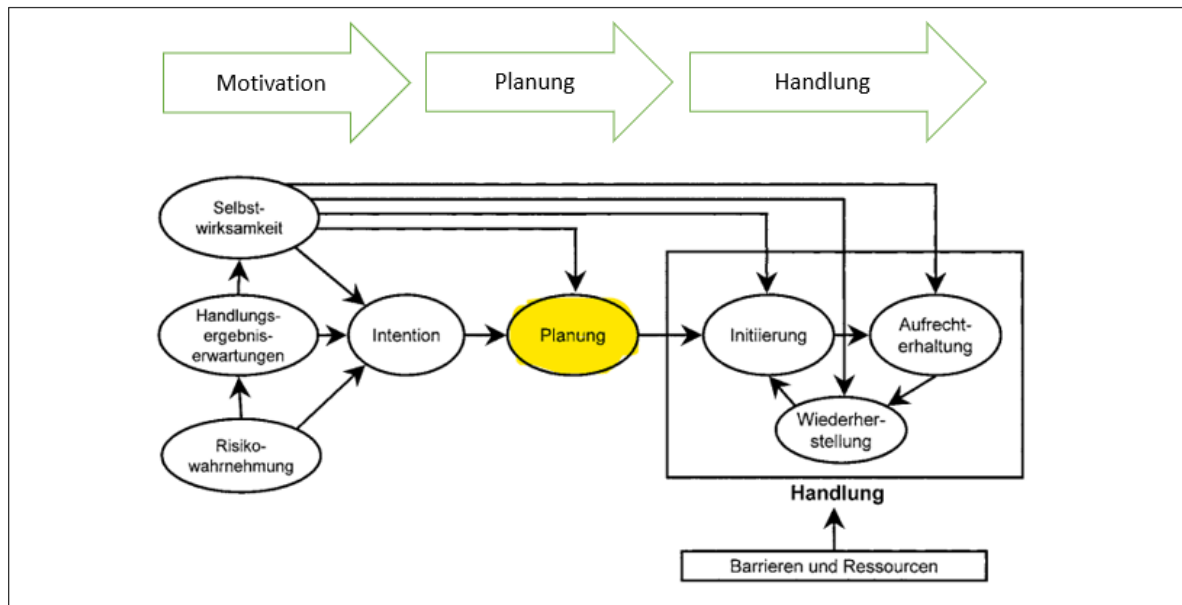 Motivation
Planung
Handlung
Selbst-
wirksamkeit
Handlungs-
ergebnis-
erwartungen
Intention
Planung
Initiierung
Aufrecht-
erhaltung
Wiederher-
stellung
Risiko-
wahrnehmung
Handlung
Barrieren und Ressourcen